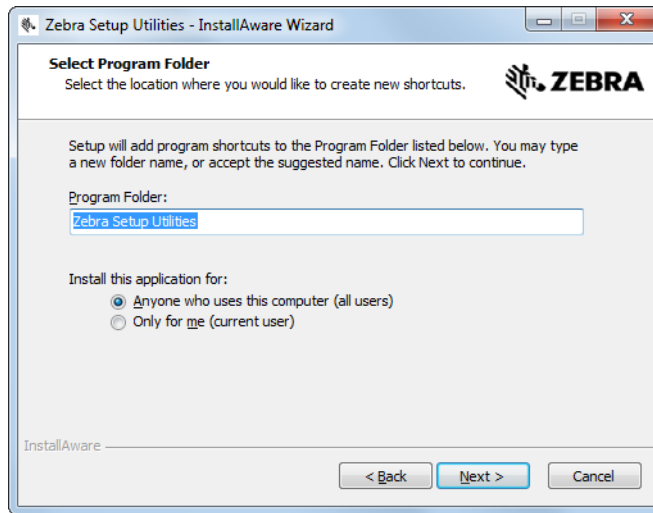 Zebra Setup Utilities - InstallAware Wizard
Select Program Folder
Select the location where you would like to create new shortcuts.
ZEBRA
Setup will add program shortcuts to the Program Folder listed below. You may type
a new folder name, or accept the suggested name. Click Next to continue.
Program Folder:
Zebra Setup Utilities
Install this application for:
Anyone who uses this computer (all users)
Only for me (current user)
InstallAware
< Back
Next >
Cancel